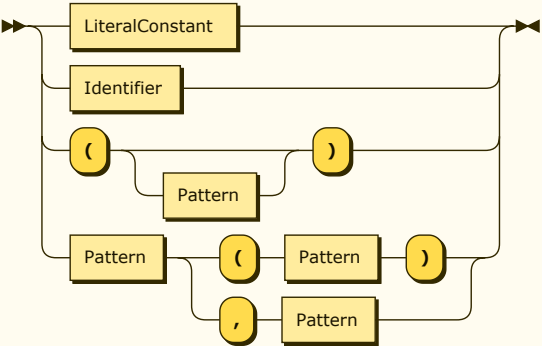 LiteralConstant
Identifier
( )
Pattern
Pattern ( Pattern )
, Pattern